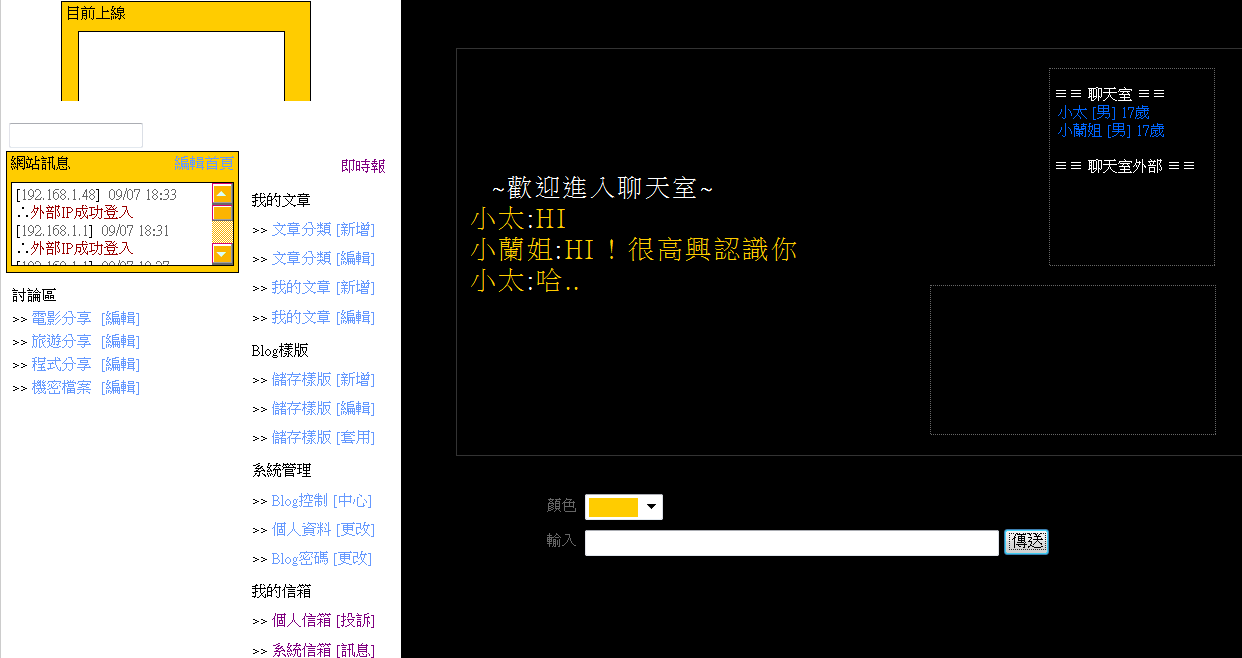 目前上線
網站訊息 編輯首頁
[192.168.1.48] 09/07 18:33
∴外部IP成功登入
[192.168.1.1] 09/07 18:31
∴外部IP成功登入
討論區
>> 電影分享 [編輯]
>> 旅遊分享 [編輯]
>> 程式分享 [編輯]
>> 機密檔案 [編輯]
即時報
我的文章
>> 文章分類 [新增]
>> 文章分類 [編輯]
>> 我的文章 [新增]
>> 我的文章 [編輯]
Blog樣版
>> 儲存樣版 [新增]
>> 儲存樣版 [編輯]
>> 儲存樣版 [套用]
系統管理
>> Blog控制 [中心]
>> 個人資料 [更改]
>> Blog密碼 [更改]
我的信箱
>> 個人信箱 [投訴]
>> 系統信箱 [訊息]
~歡迎進入聊天室~
小太:HI
小蘭姐:HI！很高興認識你
小太:哈..
＝＝ 聊天室 ＝＝
小太 [男] 17歲
小蘭姐 [男] 17歲
＝＝ 聊天室外部 ＝＝
顏色
輸入 傳送